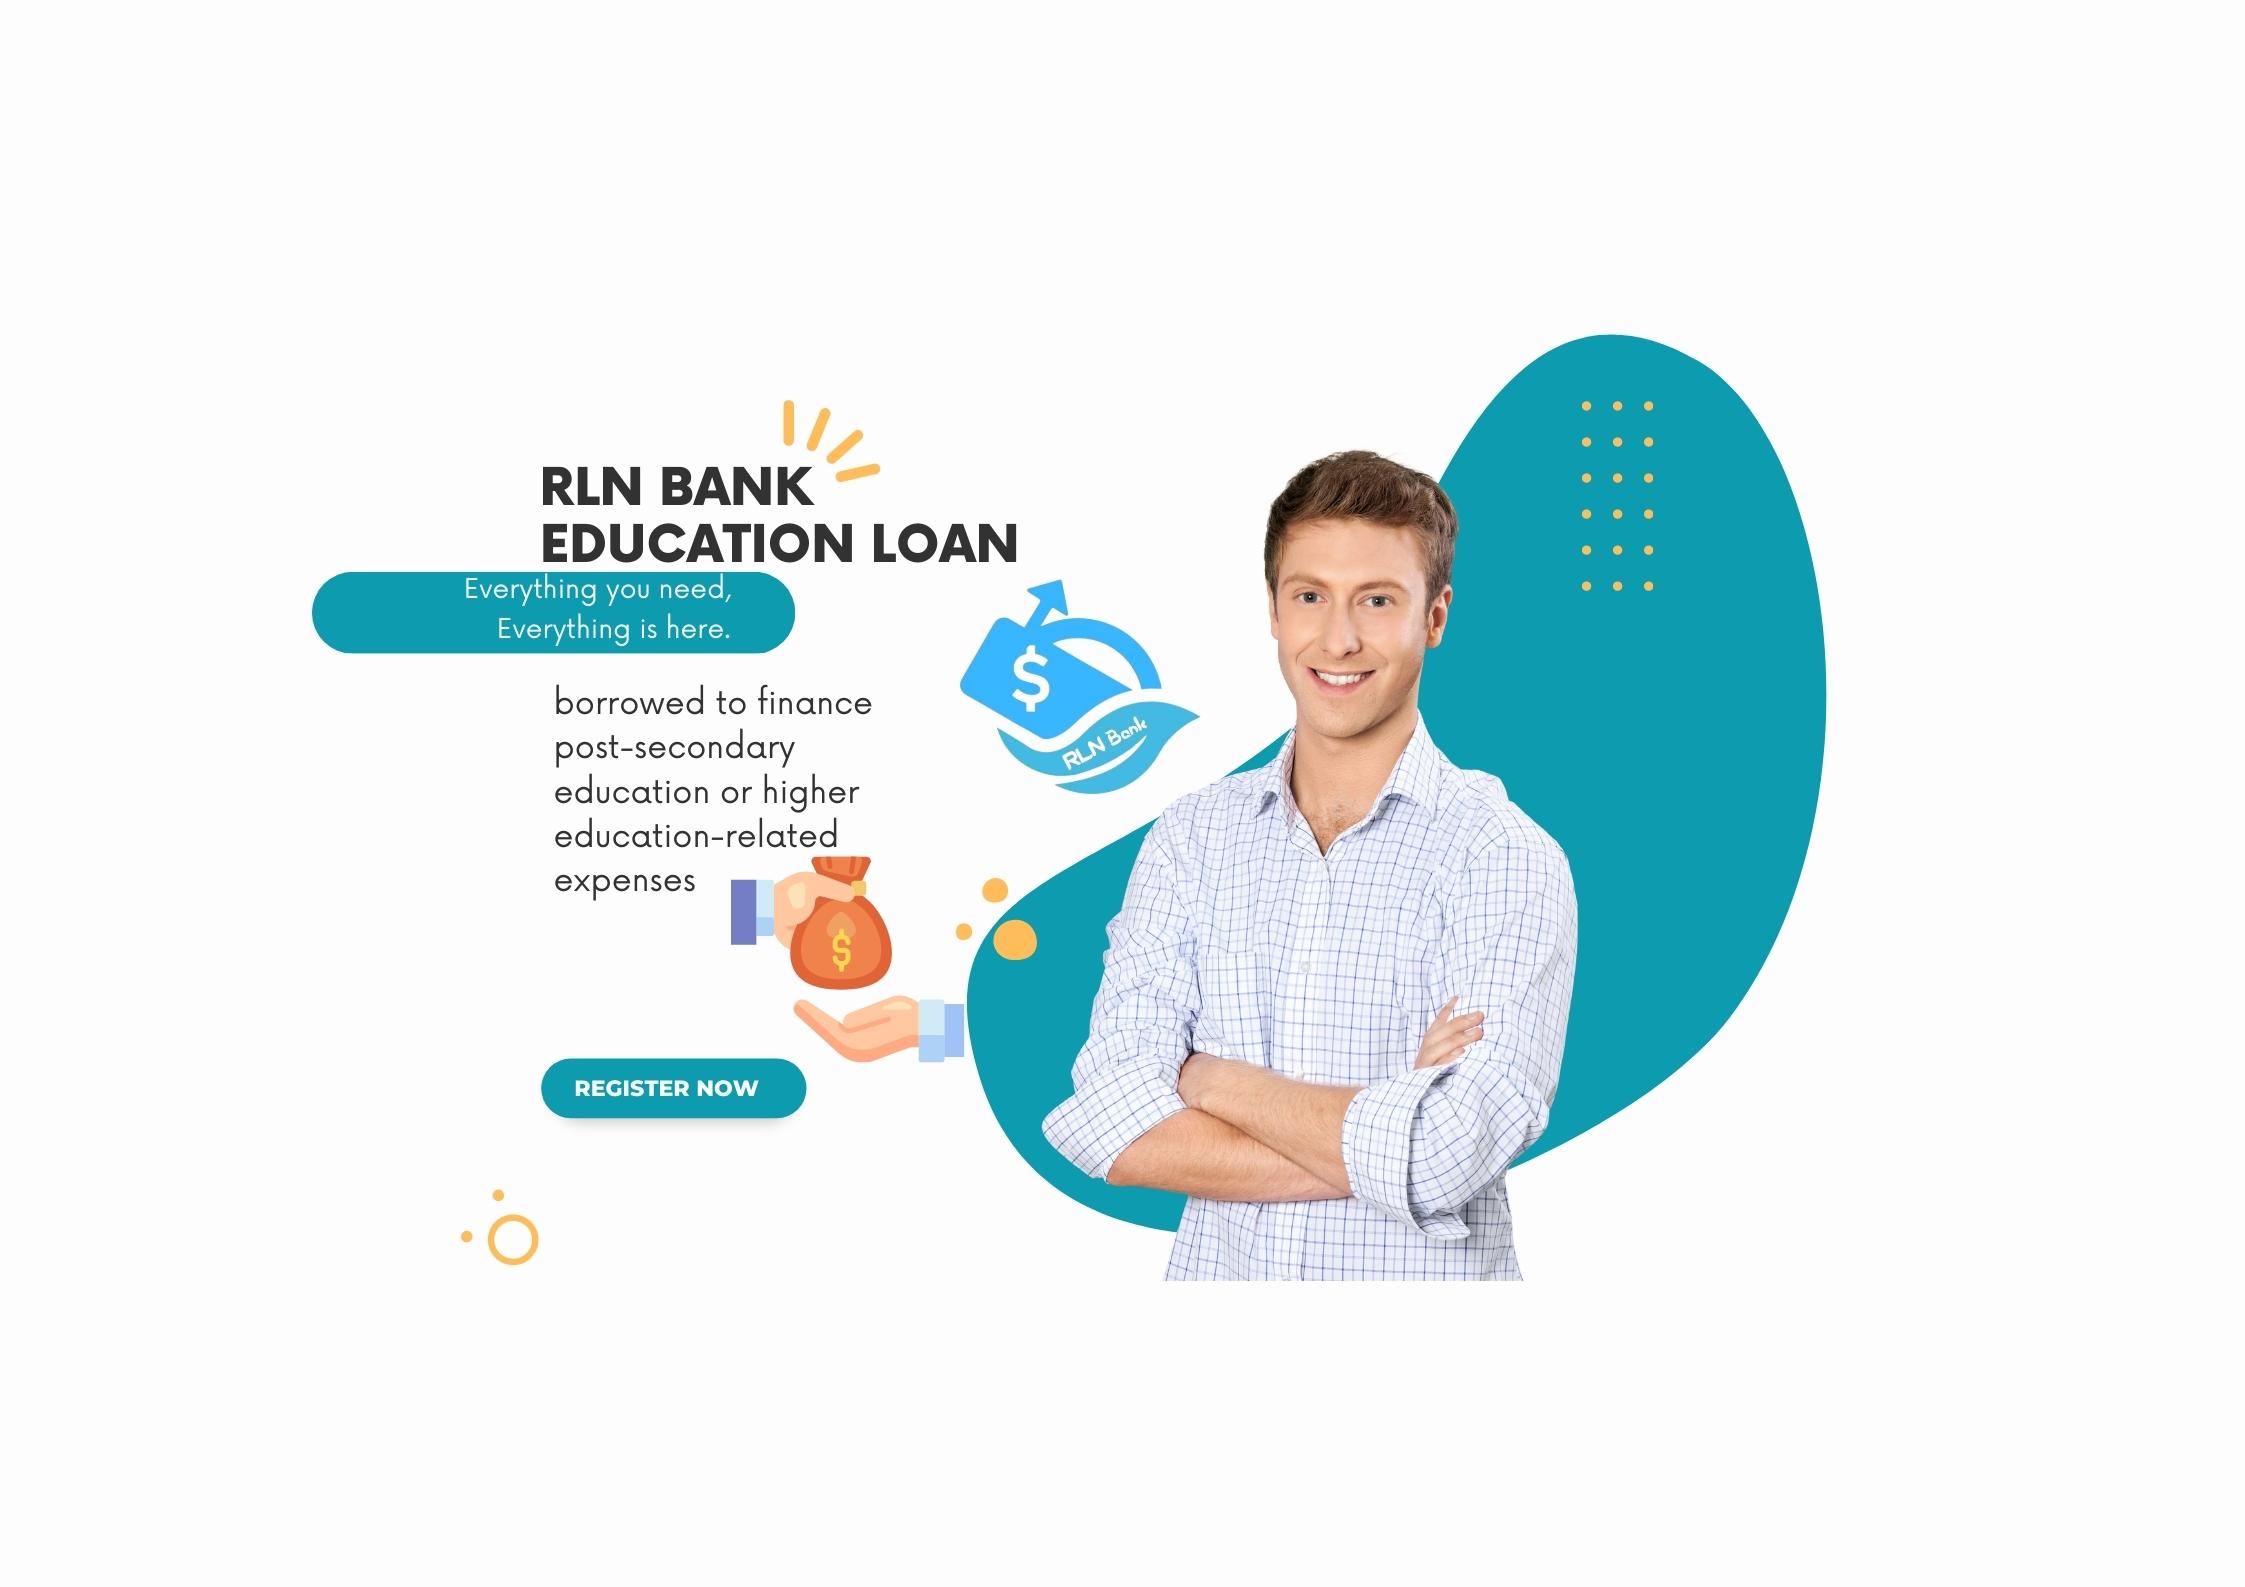 RLN BANK
EDUCATION LOAN
Everything you need,
Everything is here.
borrowed to finance
post-secondary
education or higher
education-related
expenses
$
RLN Bank
$
REGISTER NOW